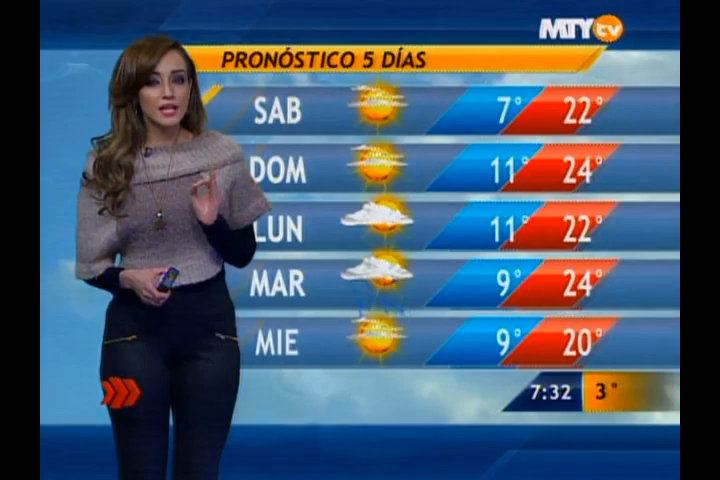 MTY tv
PRONÓSTICO 5 DÍAS
SAB 7° 22°
DOM 11° 24°
LUN 11° 22°
MAR 9° 24°
MIE 9° 20°
7:32 3°